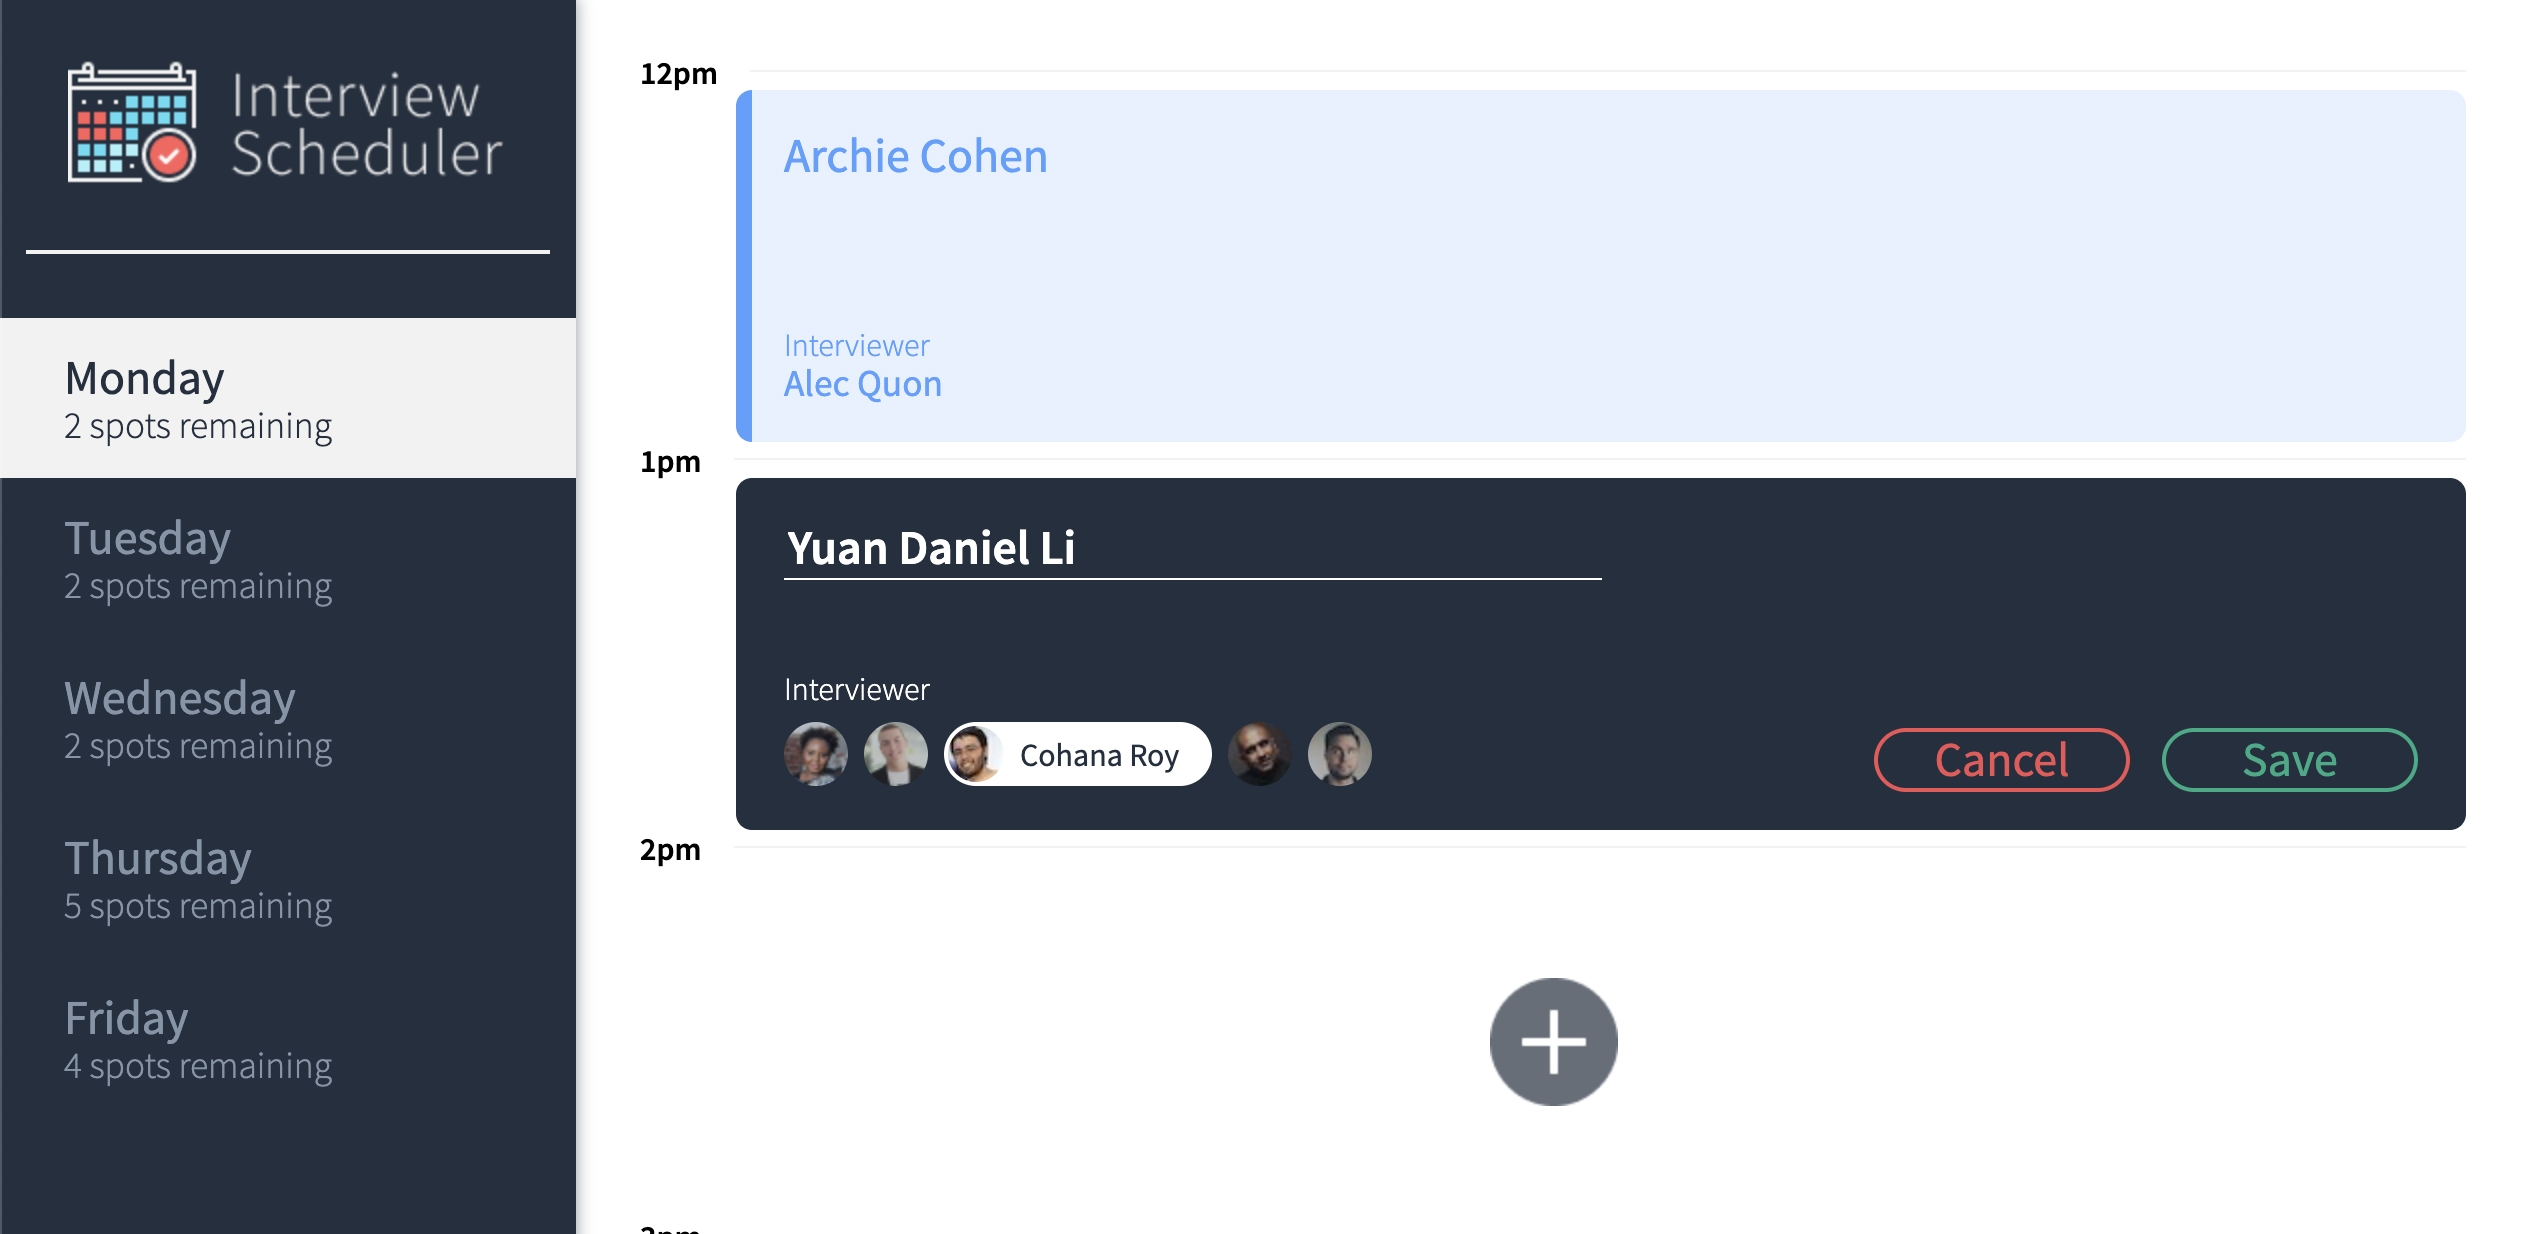 Interview
Scheduler
Monday
2 spots remaining
Tuesday
2 spots remaining
Wednesday
2 spots remaining
Thursday
5 spots remaining
Friday
4 spots remaining
12pm
Archie Cohen
Interviewer
Alec Quon
1pm
Yuan Daniel Li
Interviewer
Cohana Roy
Cancel
Save
2pm